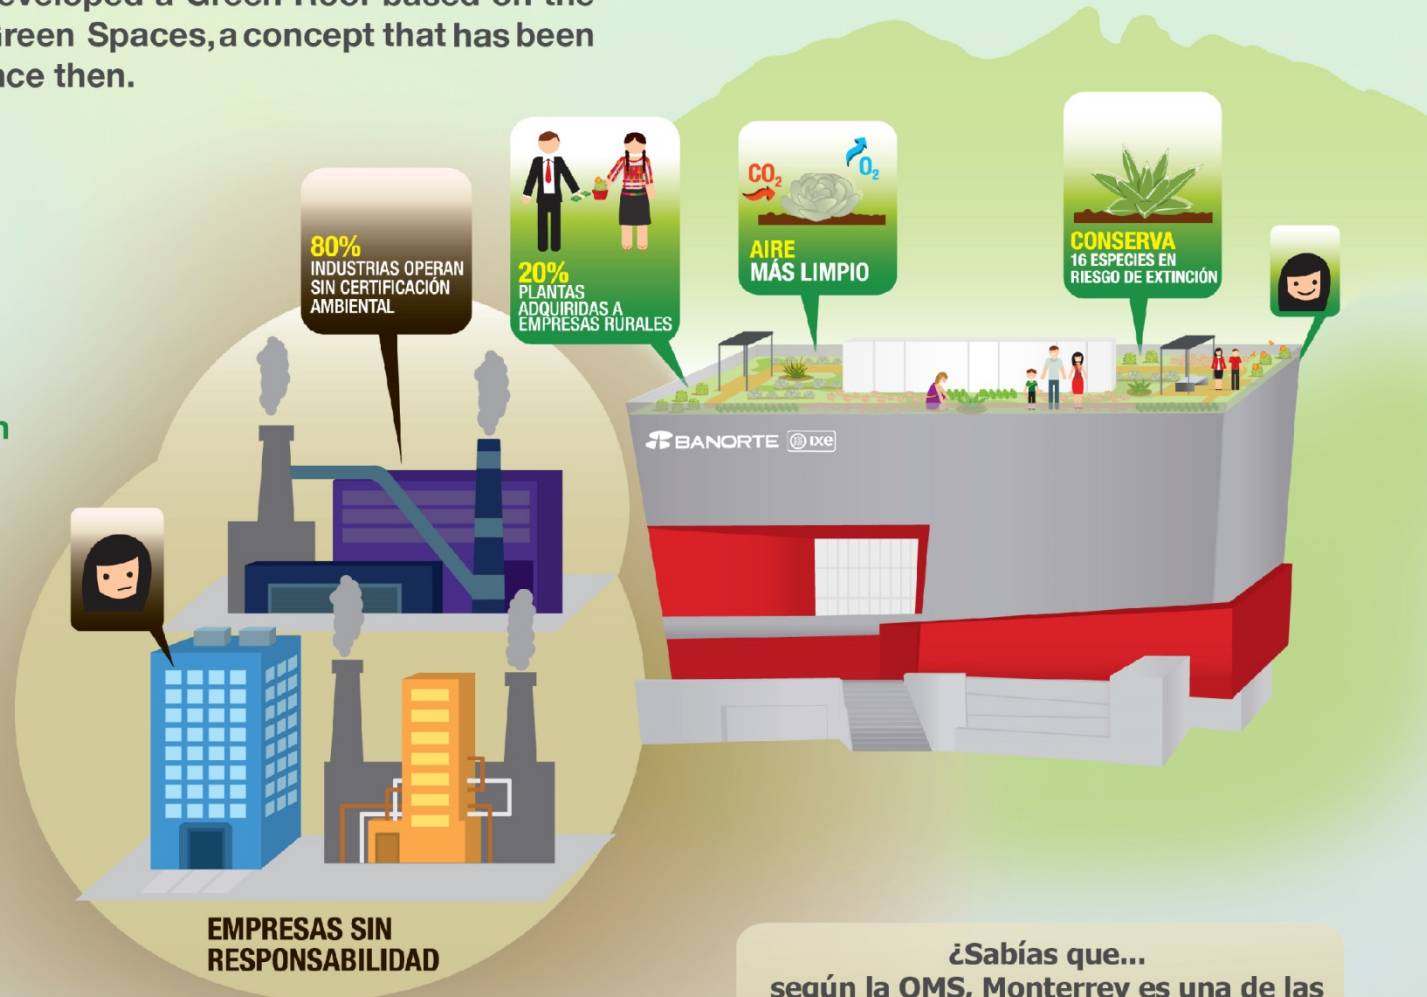 Green Spaces, a concept that has been
nce then.
80%
INDUSTRIAS OPERAN
SIN CERTIFICACIÓN
AMBIENTAL
20%
PLANTAS
ADQUIRIDAS A
EMPRESAS RURALES
CO₂
O₂
AIRE
MÁS LIMPIO
CONSERVA
16 ESPECIES EN
RIESGO DE EXTINCIÓN
BANORTE ixe
EMPRESAS SIN
RESPONSABILIDAD
¿Sabías que...
según la OMS, Monterrey es una de las